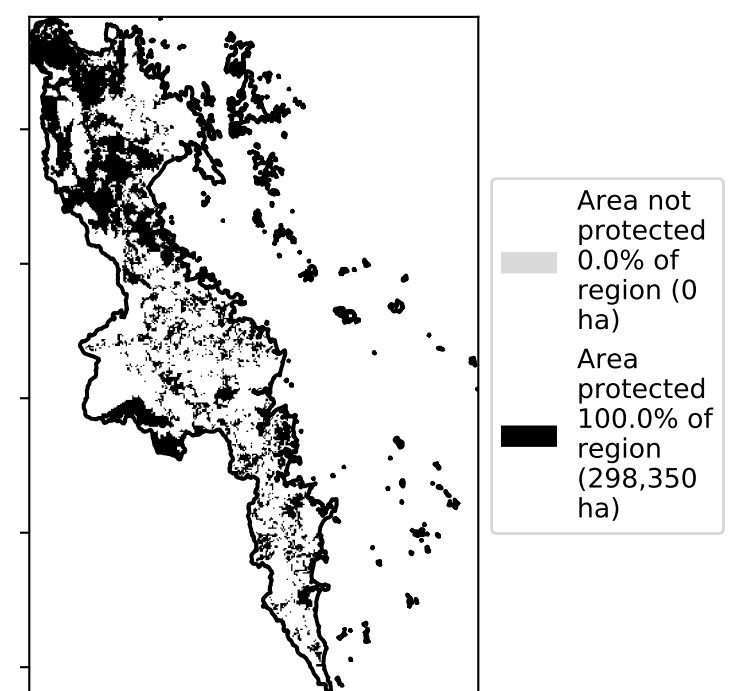 Area not
protected
0.0% of
region (0
ha)
Area
protected
100.0% of
region
(298,350
ha)